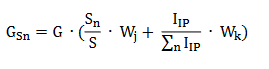 G_Sn = G · (S_n/S · W_j + I_IP/∑_n I_IP · W_k)